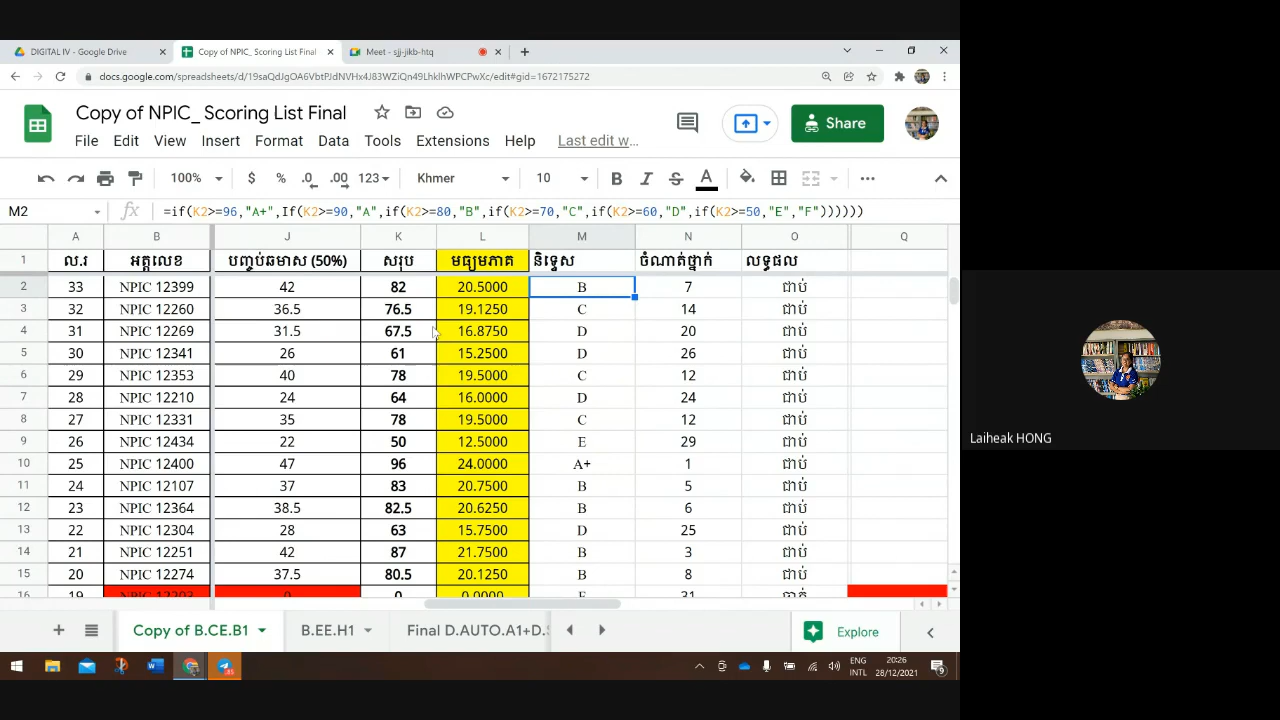 DIGITAL IV - Google Drive
Copy of NPIC_ Scoring List Final
Meet - sjj-jikb-htq
docs.google.com/spreadsheets/d/19saQdJgOA6VbtPJdNVHx4J83WZiQn49LhklhWPCPwXc/edit#gid=1672175272
Copy of NPIC_ Scoring List Final
Share
File Edit View Insert Format Data Tools Extensions Help Last edit w...
100% $ % .0 .00 123 Khmer 10 B I S A
M2 fx =if(K2>=96,"A+",If(K2>=90,"A",if(K2>=80,"B",if(K2>=70,"C",if(K2>=60,"D",if(K2>=50,"E","F"))))))
A B J K L M N O Q
1 ល.រ អត្តលេខ បញ្ចប់ឆមាស (50%) សរុប មធ្យមភាគ និទ្ទេស ចំណាត់ថ្នាក់ លទ្ធផល
2 33 NPIC 12399 42 82 20.5000 B 7 ជាប់
3 32 NPIC 12260 36.5 76.5 19.1250 C 14 ជាប់
4 31 NPIC 12269 31.5 67.5 16.8750 D 20 ជាប់
5 30 NPIC 12341 26 61 15.2500 D 26 ជាប់
6 29 NPIC 12353 40 78 19.5000 C 12 ជាប់
7 28 NPIC 12210 24 64 16.0000 D 24 ជាប់
8 27 NPIC 12331 35 78 19.5000 C 12 ជាប់
9 26 NPIC 12434 22 50 12.5000 E 29 ជាប់
10 25 NPIC 12400 47 96 24.0000 A+ 1 ជាប់
11 24 NPIC 12107 37 83 20.7500 B 5 ជាប់
12 23 NPIC 12364 38.5 82.5 20.6250 B 6 ជាប់
13 22 NPIC 12304 28 63 15.7500 D 25 ជាប់
14 21 NPIC 12251 42 87 21.7500 B 3 ជាប់
15 20 NPIC 12274 37.5 80.5 20.1250 B 8 ជាប់
16 19 NPIC 12203 0 0 0.0000 F 31
Copy of B.CE.B1 B.EE.H1 Final D.AUTO.A1+D. Explore
ENG
INTL
20:26
28/12/2021
Laiheak HONG